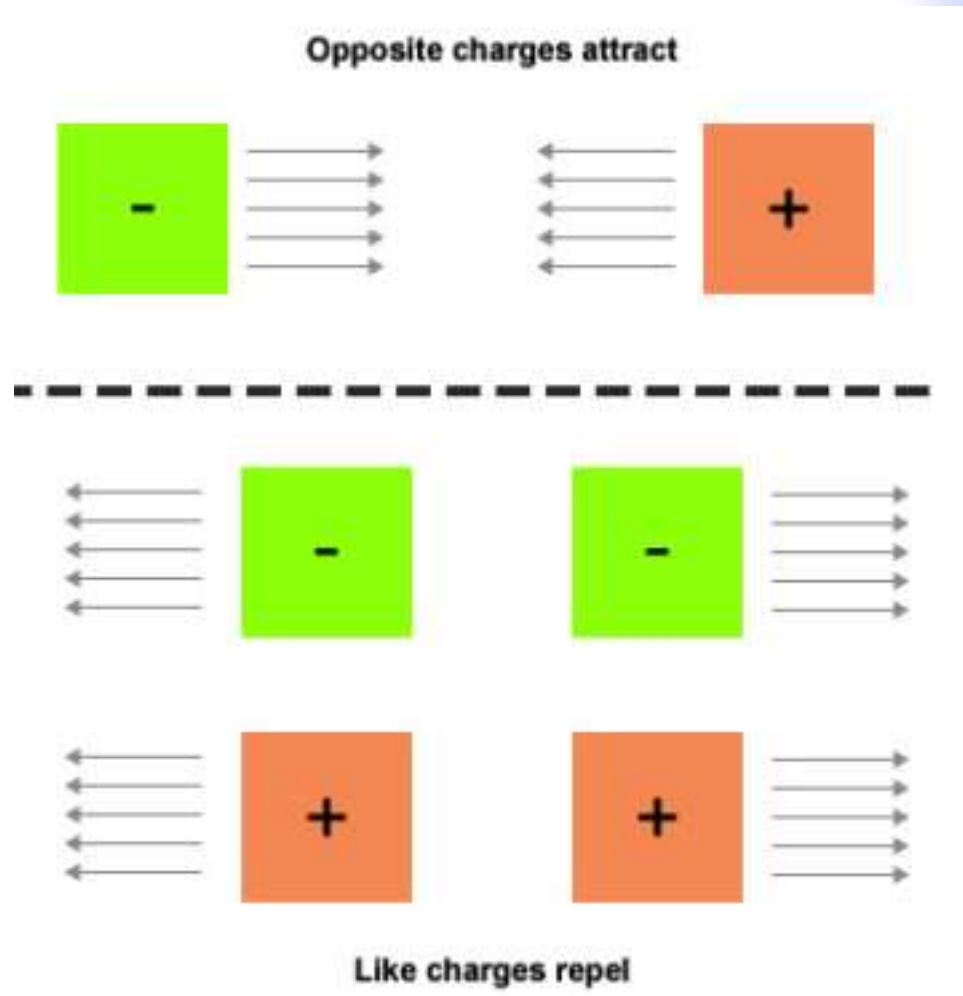 Opposite charges attract
- +
- -
+ +
Like charges repel